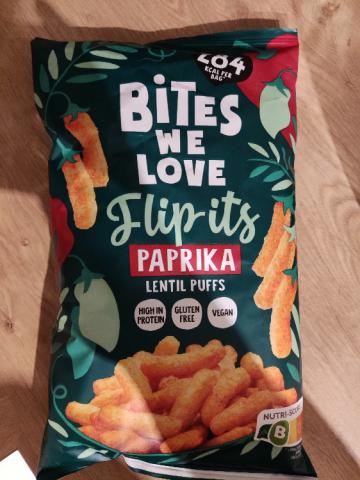 264
KCAL PER
BAG
BiTES
WE
LOVE
Flip-its
PAPRIKA
LENTIL PUFFS
HIGH IN
PROTEIN
GLUTEN
FREE
VEGAN
NUTRI-SCORE
B